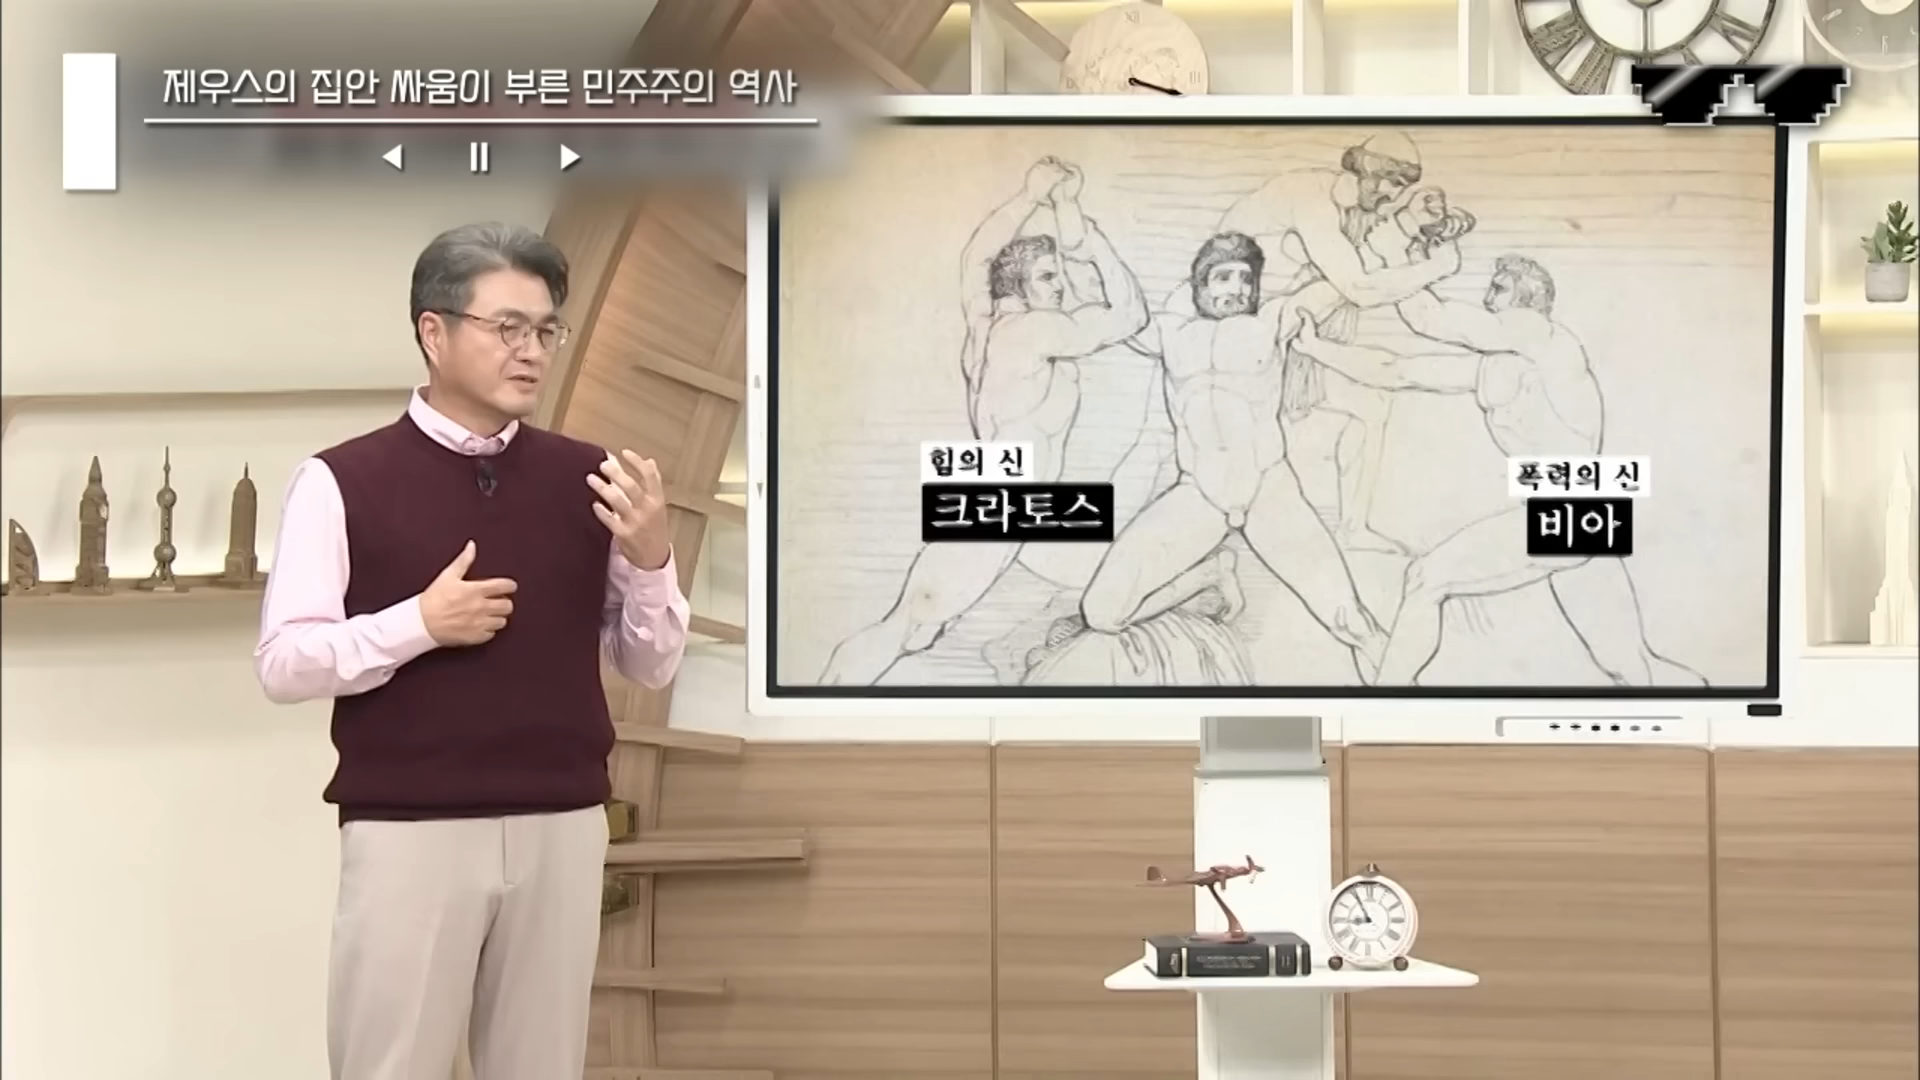 제우스의 집안 싸움이 부른 민주주의 역사
힘의 신
크라토스
폭력의 신
비아